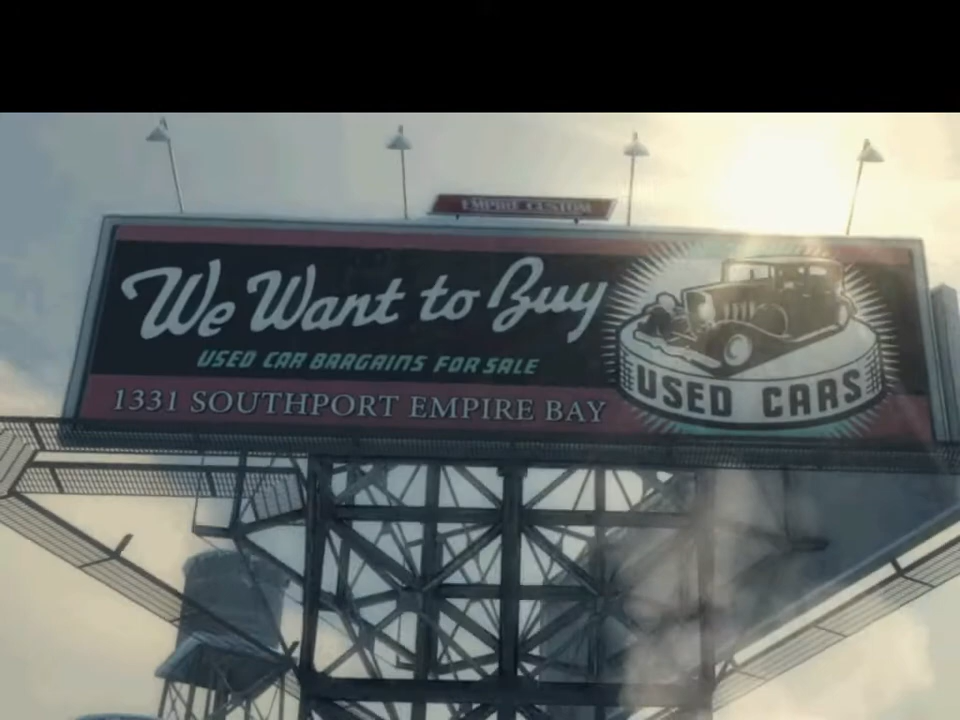 EMPIRE CUSTOM
We Want to Buy
USED CAR BARGAINS FOR SALE
1331 SOUTHPORT EMPIRE BAY
USED CARS